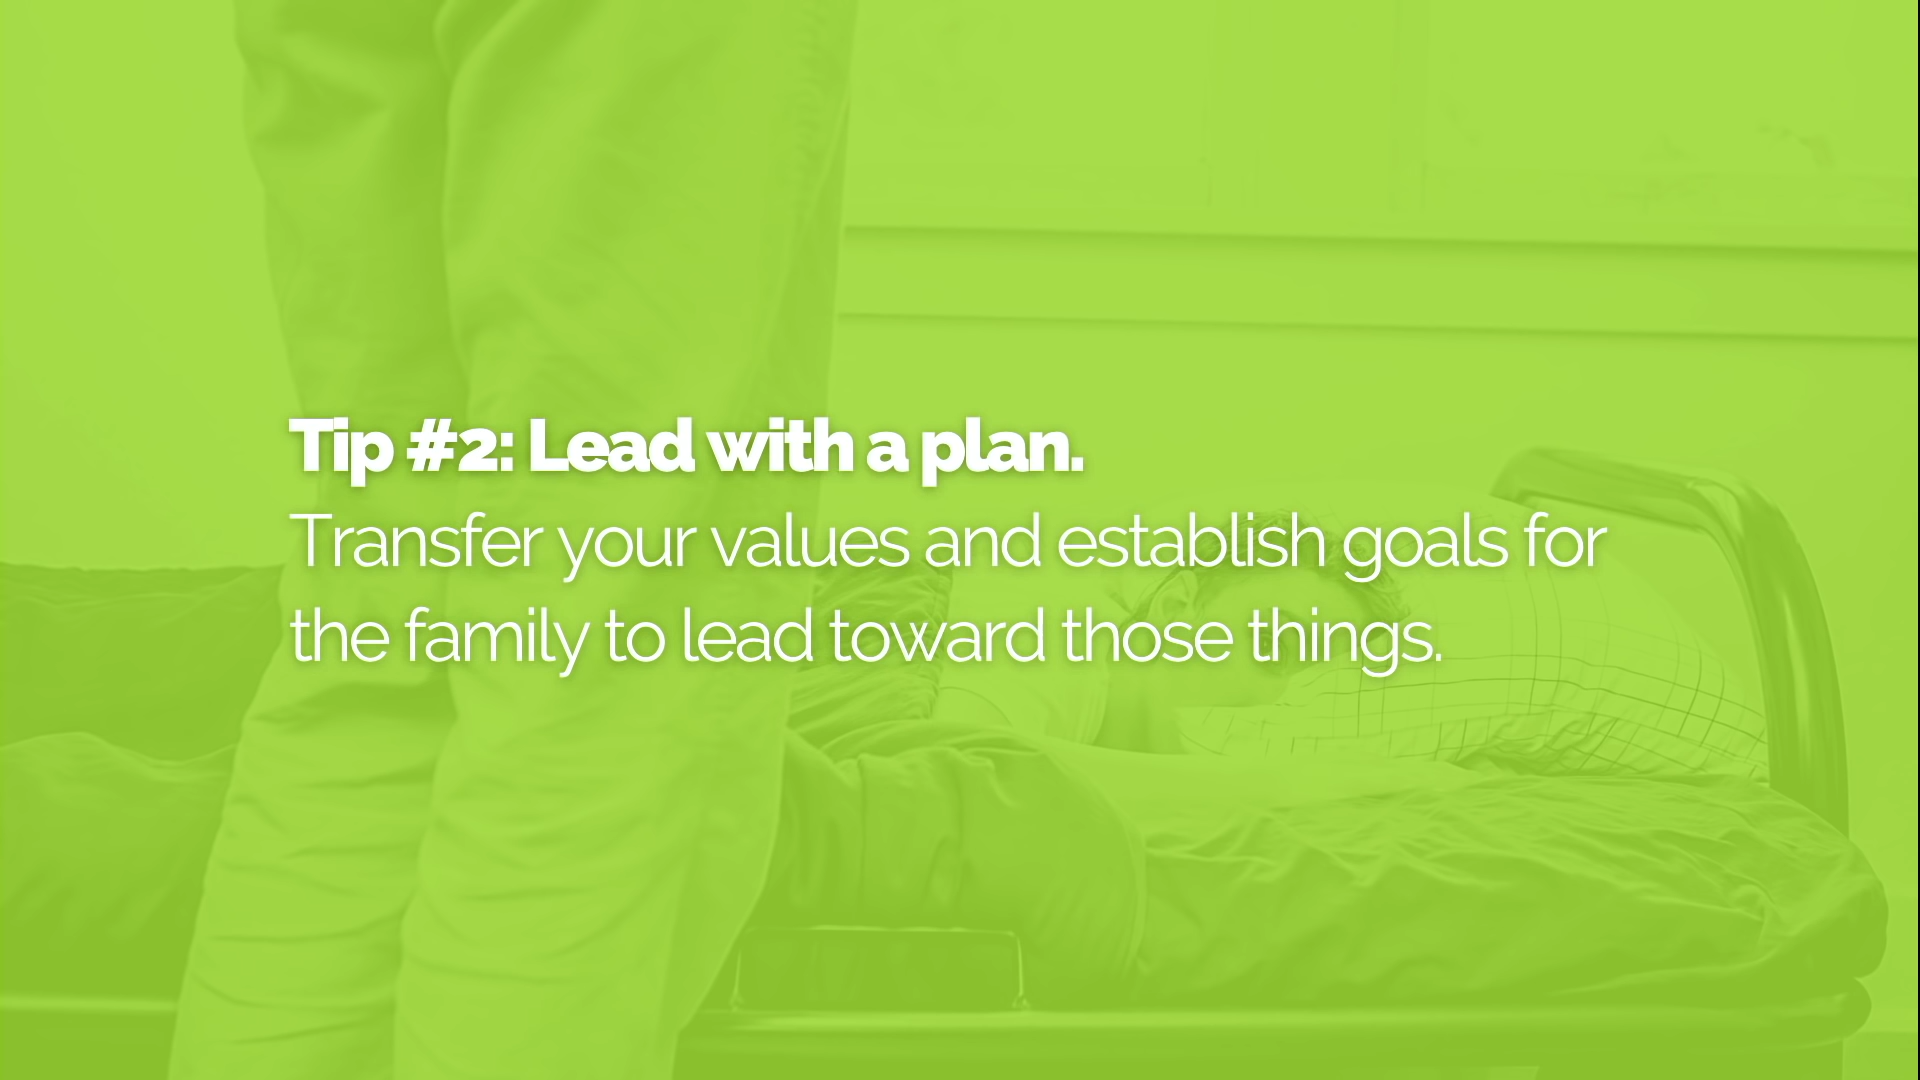 Tip #2: Lead with a plan.
Transfer your values and establish goals for
the family to lead toward those things.